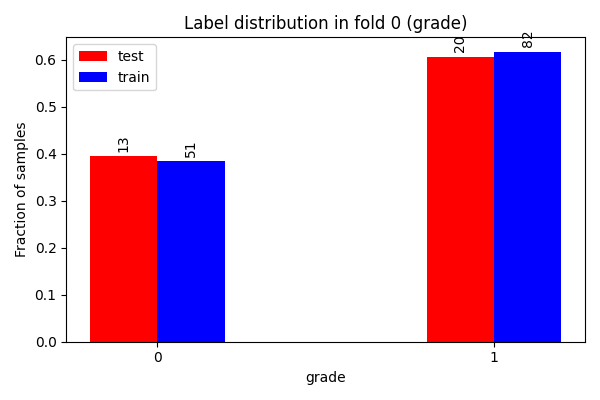 Label distribution in fold 0 (grade)
test
train
Fraction of samples
0.6
0.5
0.4
0.3
0.2
0.1
0.0
13
51
20
82
0
1
grade